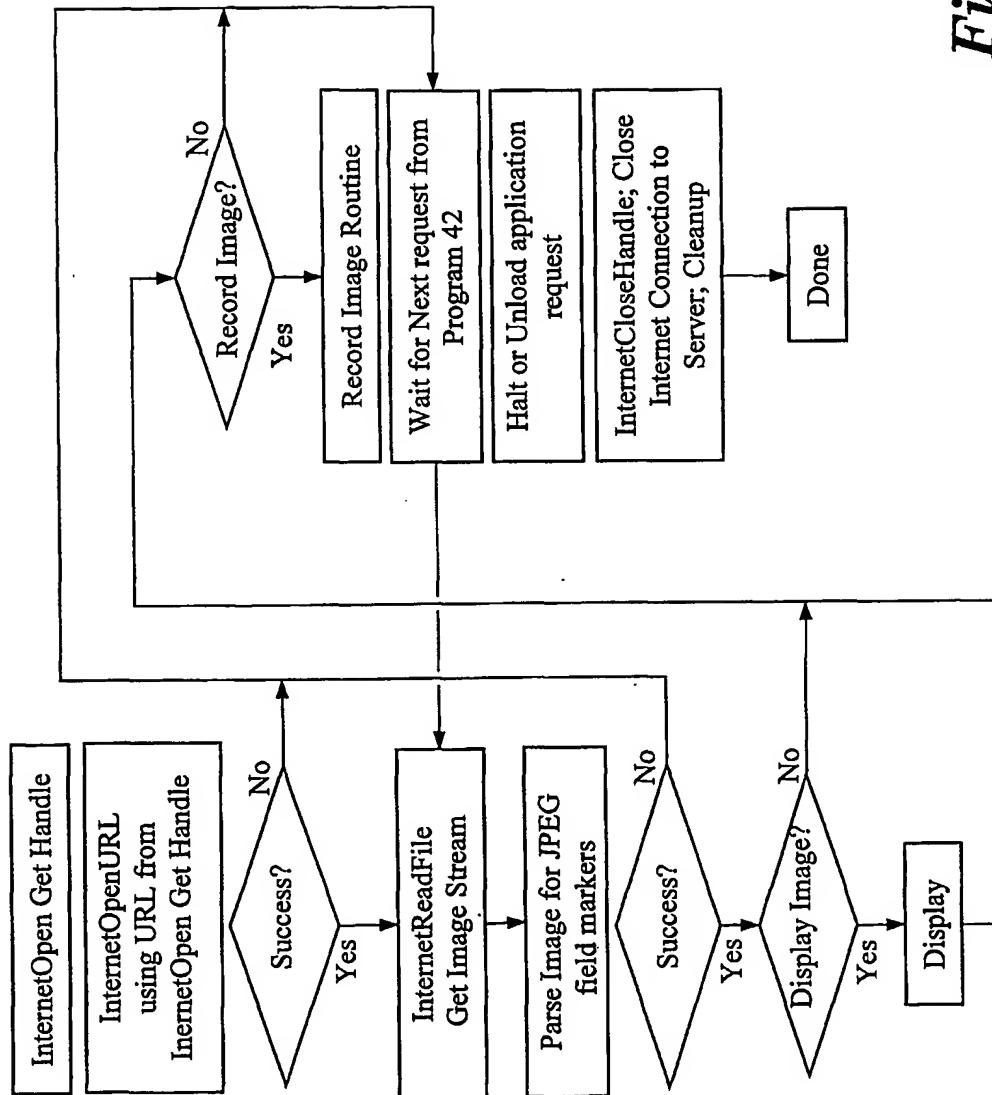 InternetOpen Get Handle
InternetOpenURL
using URL from
InernetOpen Get Handle
Success?
No
Yes
InternetReadFile
Get Image Stream
Parse Image for JPEG
field markers
Success?
No
Yes
Display Image?
No
Yes
Display
Record Image?
No
Yes
Record Image Routine
Wait for Next request from
Program 42
Halt or Unload application
request
InternetCloseHandle; Close
Internet Connection to
Server; Cleanup
Done